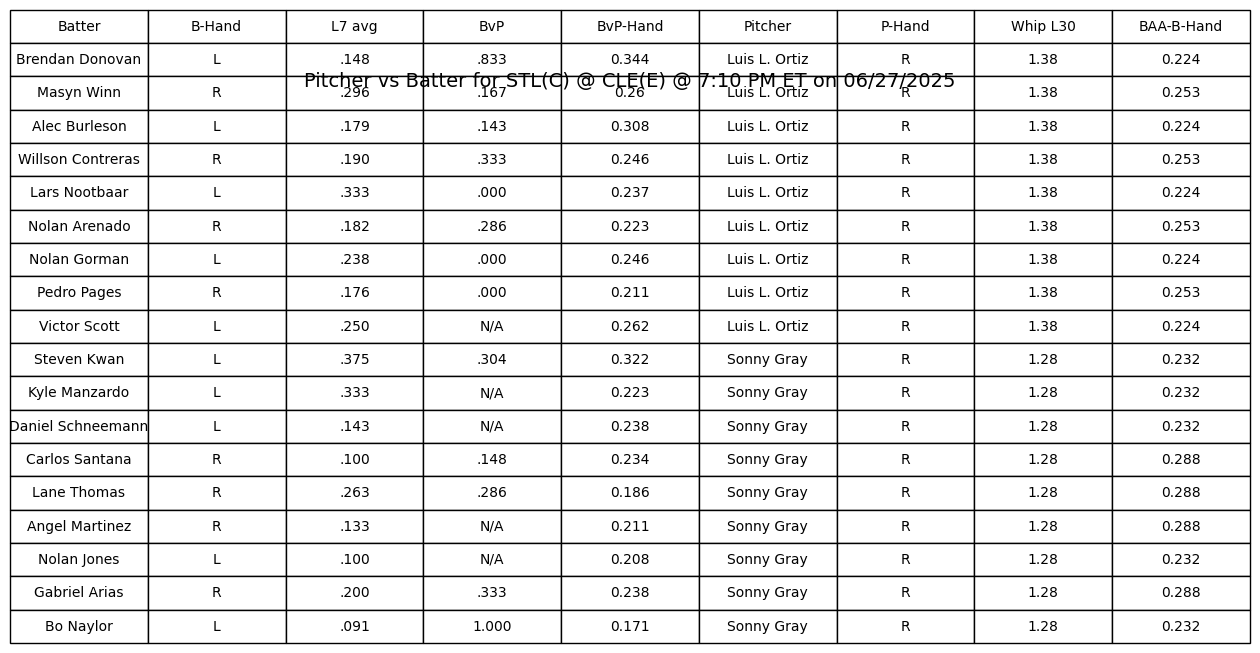 Batter B-Hand L7 avg BvP BvP-Hand Pitcher P-Hand Whip L30 BAA-B-Hand
Brendan Donovan L .148 .833 0.344 Luis L. Ortiz R 1.38 0.224
Pitcher vs Batter for STL(C) @ CLE(E) @ 7:10 PM ET on 06/27/2025
Masyn Winn R .296 .167 0.26 Luis L. Ortiz R 1.38 0.253
Alec Burleson L .179 .143 0.308 Luis L. Ortiz R 1.38 0.224
Willson Contreras R .190 .333 0.246 Luis L. Ortiz R 1.38 0.253
Lars Nootbaar L .333 .000 0.237 Luis L. Ortiz R 1.38 0.224
Nolan Arenado R .182 .286 0.223 Luis L. Ortiz R 1.38 0.253
Nolan Gorman L .238 .000 0.246 Luis L. Ortiz R 1.38 0.224
Pedro Pages R .176 .000 0.211 Luis L. Ortiz R 1.38 0.253
Victor Scott L .250 N/A 0.262 Luis L. Ortiz R 1.38 0.224
Steven Kwan L .375 .304 0.322 Sonny Gray R 1.28 0.232
Kyle Manzardo L .333 N/A 0.223 Sonny Gray R 1.28 0.232
Daniel Schneemann L .143 N/A 0.238 Sonny Gray R 1.28 0.232
Carlos Santana R .100 .148 0.234 Sonny Gray R 1.28 0.288
Lane Thomas R .263 .286 0.186 Sonny Gray R 1.28 0.288
Angel Martinez R .133 N/A 0.211 Sonny Gray R 1.28 0.288
Nolan Jones L .100 N/A 0.208 Sonny Gray R 1.28 0.232
Gabriel Arias R .200 .333 0.238 Sonny Gray R 1.28 0.288
Bo Naylor L .091 1.000 0.171 Sonny Gray R 1.28 0.232